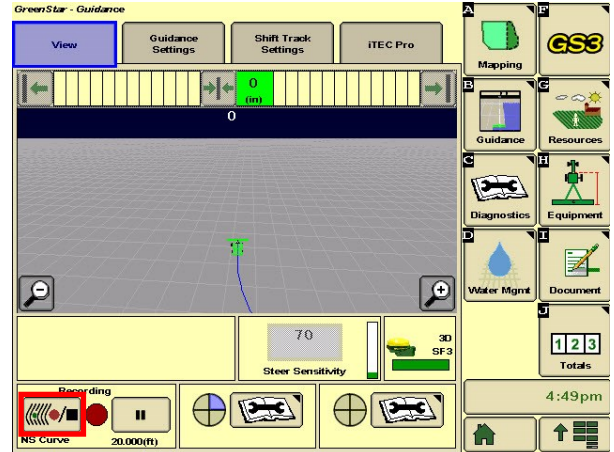 GreenStar - Guidance
View
Guidance
Settings
Shift Track
Settings
iTEC Pro
0
(in)
0
70
Steer Sensitivity
3D
SF3
Recording
NS Curve
20.000(ft)
A
Mapping
F
GS3
B
Guidance
G
Resources
C
Diagnostics
H
Equipment
D
Water Mgmt
I
Document
J
1 2 3
Totals
4:49pm